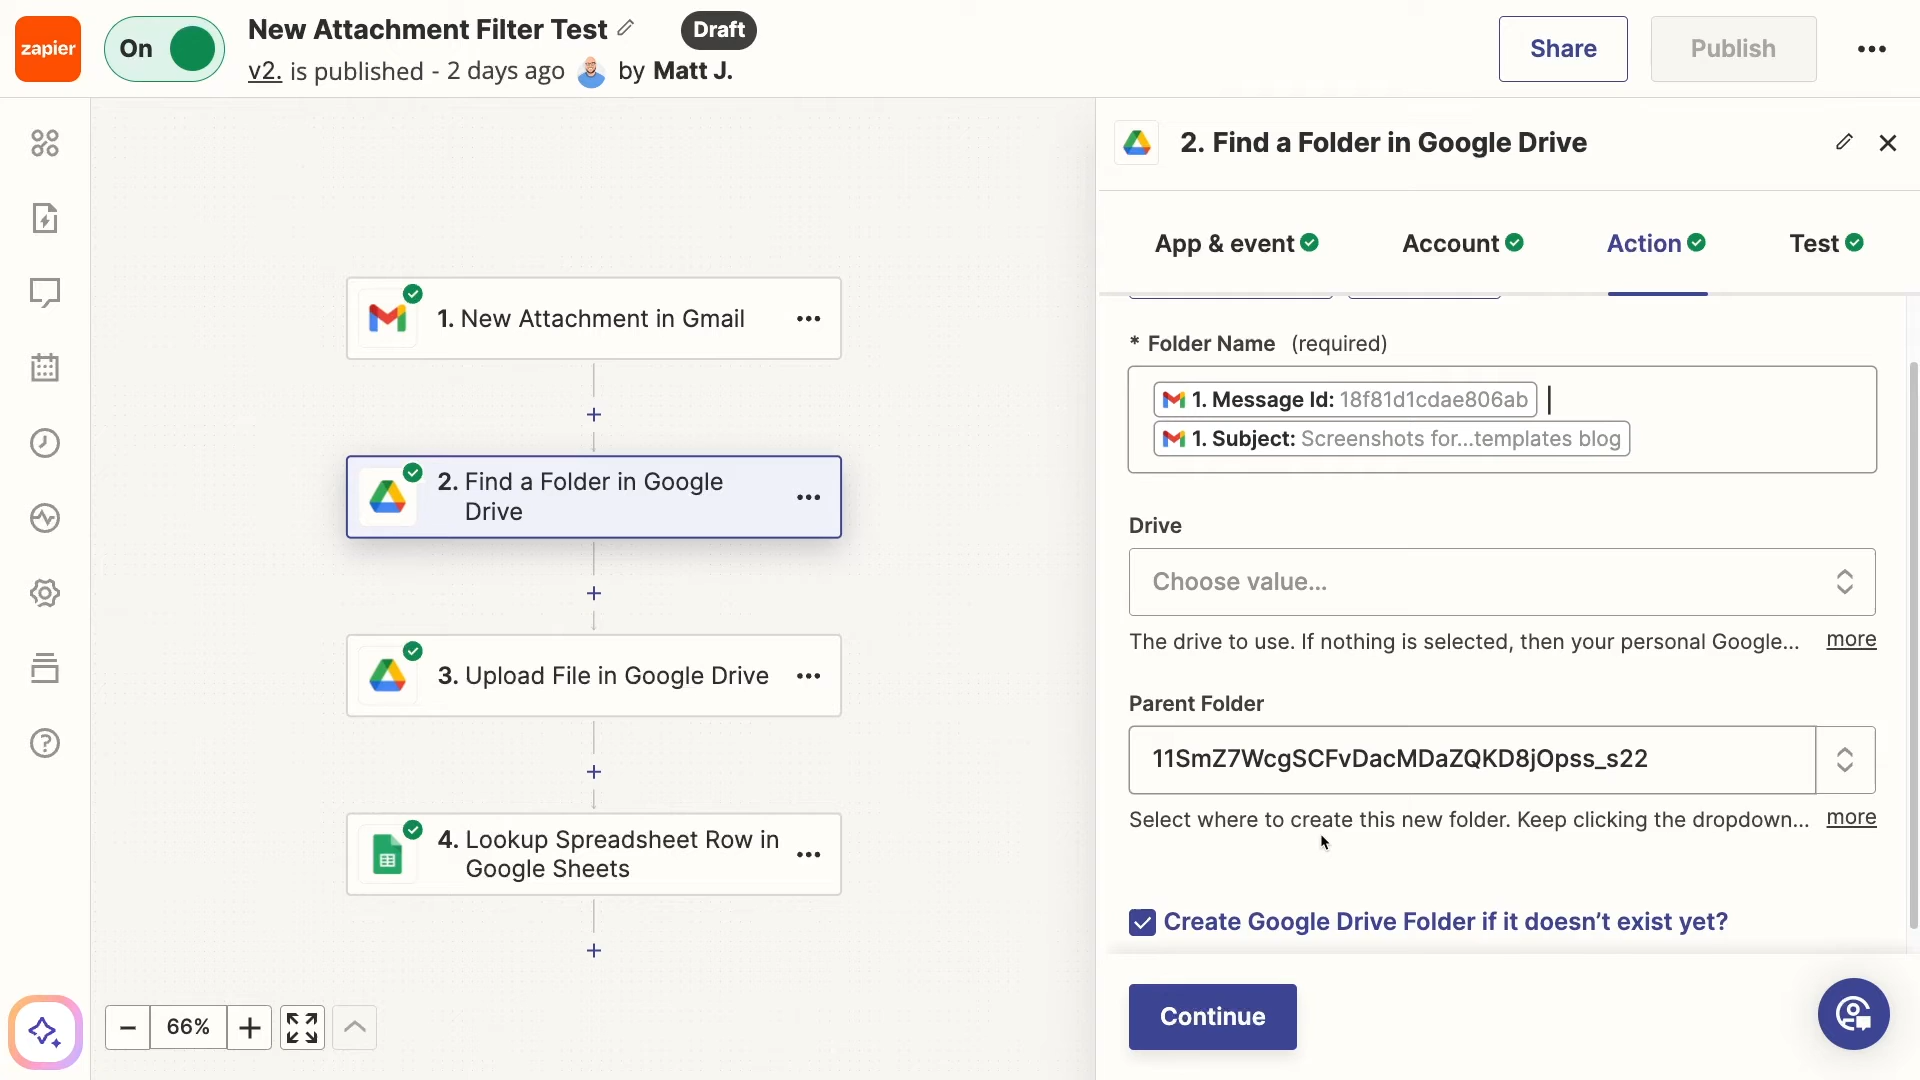 zapier
On
New Attachment Filter Test
Draft
v2. is published - 2 days ago by Matt J.
Share
Publish
1. New Attachment in Gmail
2. Find a Folder in Google
Drive
3. Upload File in Google Drive
4. Lookup Spreadsheet Row in
Google Sheets
66%
2. Find a Folder in Google Drive
App & event
Account
Action
Test
* Folder Name (required)
1. Message Id: 18f81d1cdae806ab |
1. Subject: Screenshots for...templates blog
Drive
Choose value...
The drive to use. If nothing is selected, then your personal Google... more
Parent Folder
11SmZ7WcgSCFvDacMDaZQKD8jOpss_s22
Select where to create this new folder. Keep clicking the dropdown... more
Create Google Drive Folder if it doesn’t exist yet?
Continue